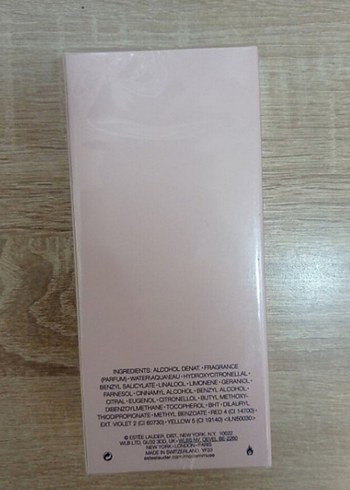 INGREDIENTS: ALCOHOL DENAT • FRAGRANCE
(PARFUM) • WATER\AQUA\EAU • HYDROXYCITRONELLAL •
BENZYL SALICYLATE • LINALOOL • LIMONENE • GERANIOL •
FARNESOL • CINNAMYL ALCOHOL • BENZYL ALCOHOL •
CITRAL • EUGENOL • CITRONELLOL • BUTYL METHOXY-
DIBENZOYLMETHANE • TOCOPHEROL • BHT • DILAURYL
THIODIPROPIONATE • METHYL BENZOATE • RED 4 (CI 14700) •
EXT. VIOLET 2 (CI 60730) • YELLOW 5 (CI 19140)
© ESTEE LAUDER, DIST. NEW YORK, N.Y. 10022
NEW YORK • LONDON • PARIS
MADE IN SWITZERLAND